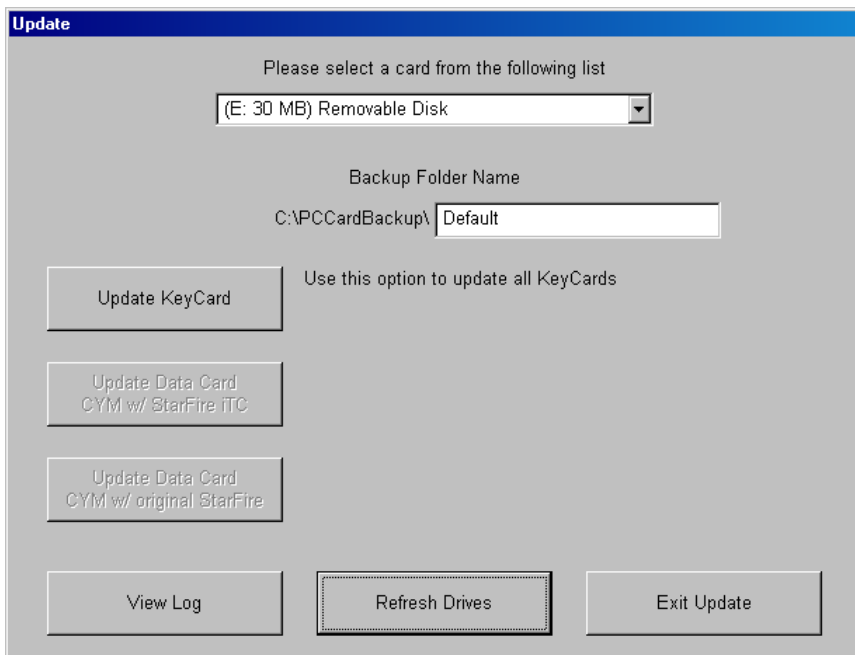 Update
Please select a card from the following list
(E: 30 MB) Removable Disk
Backup Folder Name
C:\PCCardBackup\ Default
Update KeyCard
Use this option to update all KeyCards
Update Data Card
CYM w/ StarFire iTC
Update Data Card
CYM w/ original StarFire
View Log
Refresh Drives
Exit Update